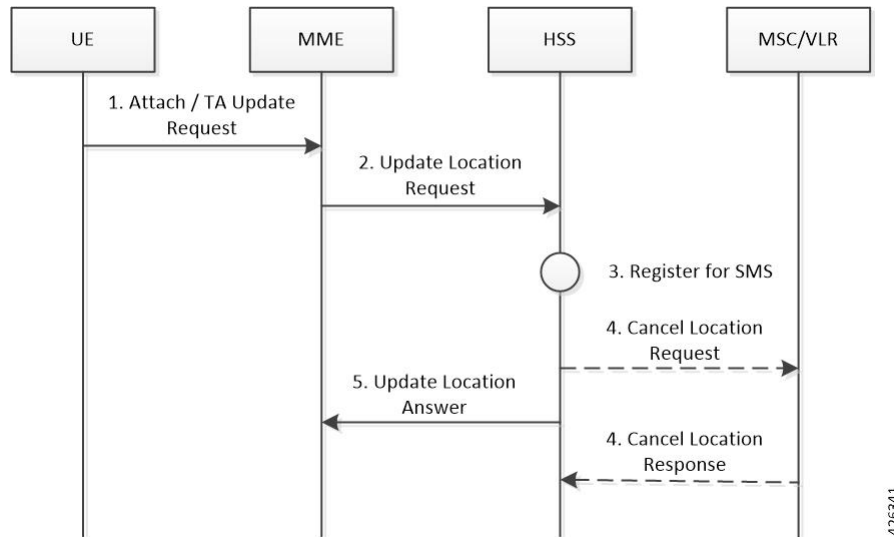 UE
MME
HSS
MSC/VLR
1. Attach / TA Update
Request
2. Update Location
Request
3. Register for SMS
4. Cancel Location
Request
5. Update Location
Answer
4. Cancel Location
Response
426341